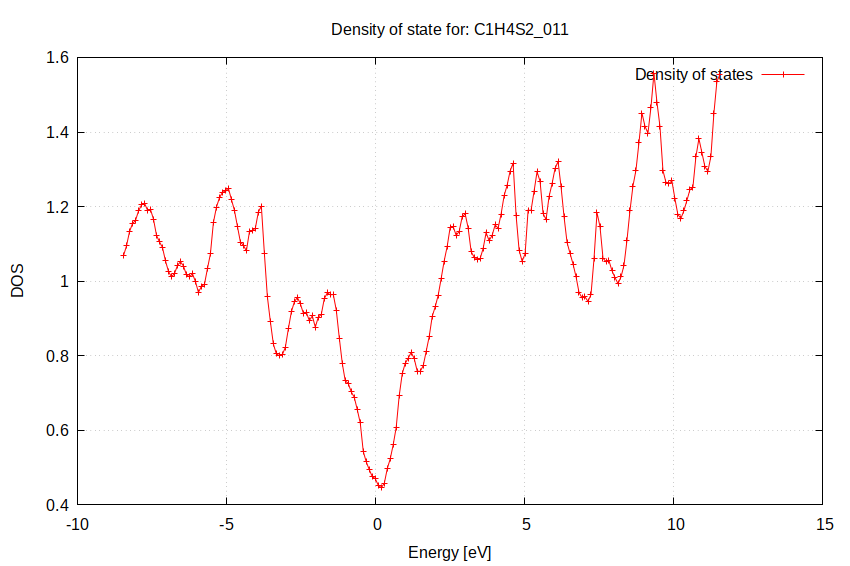 Density of state for: C1H4S2_011
Density of states
1.6
1.4
1.2
1
0.8
0.6
0.4
DOS
-10 -5 0 5 10 15
Energy [eV]